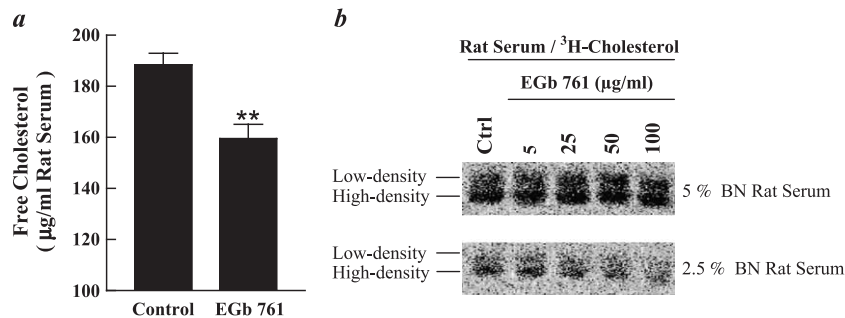 a
Free Cholesterol
( µg/ml Rat Serum )
200
180
160
140
120
100
**
Control
EGb 761
b
Rat Serum / ³H-Cholesterol
EGb 761 (µg/ml)
Ctrl
5
25
50
100
Low-density
High-density
5 % BN Rat Serum
Low-density
High-density
2.5 % BN Rat Serum